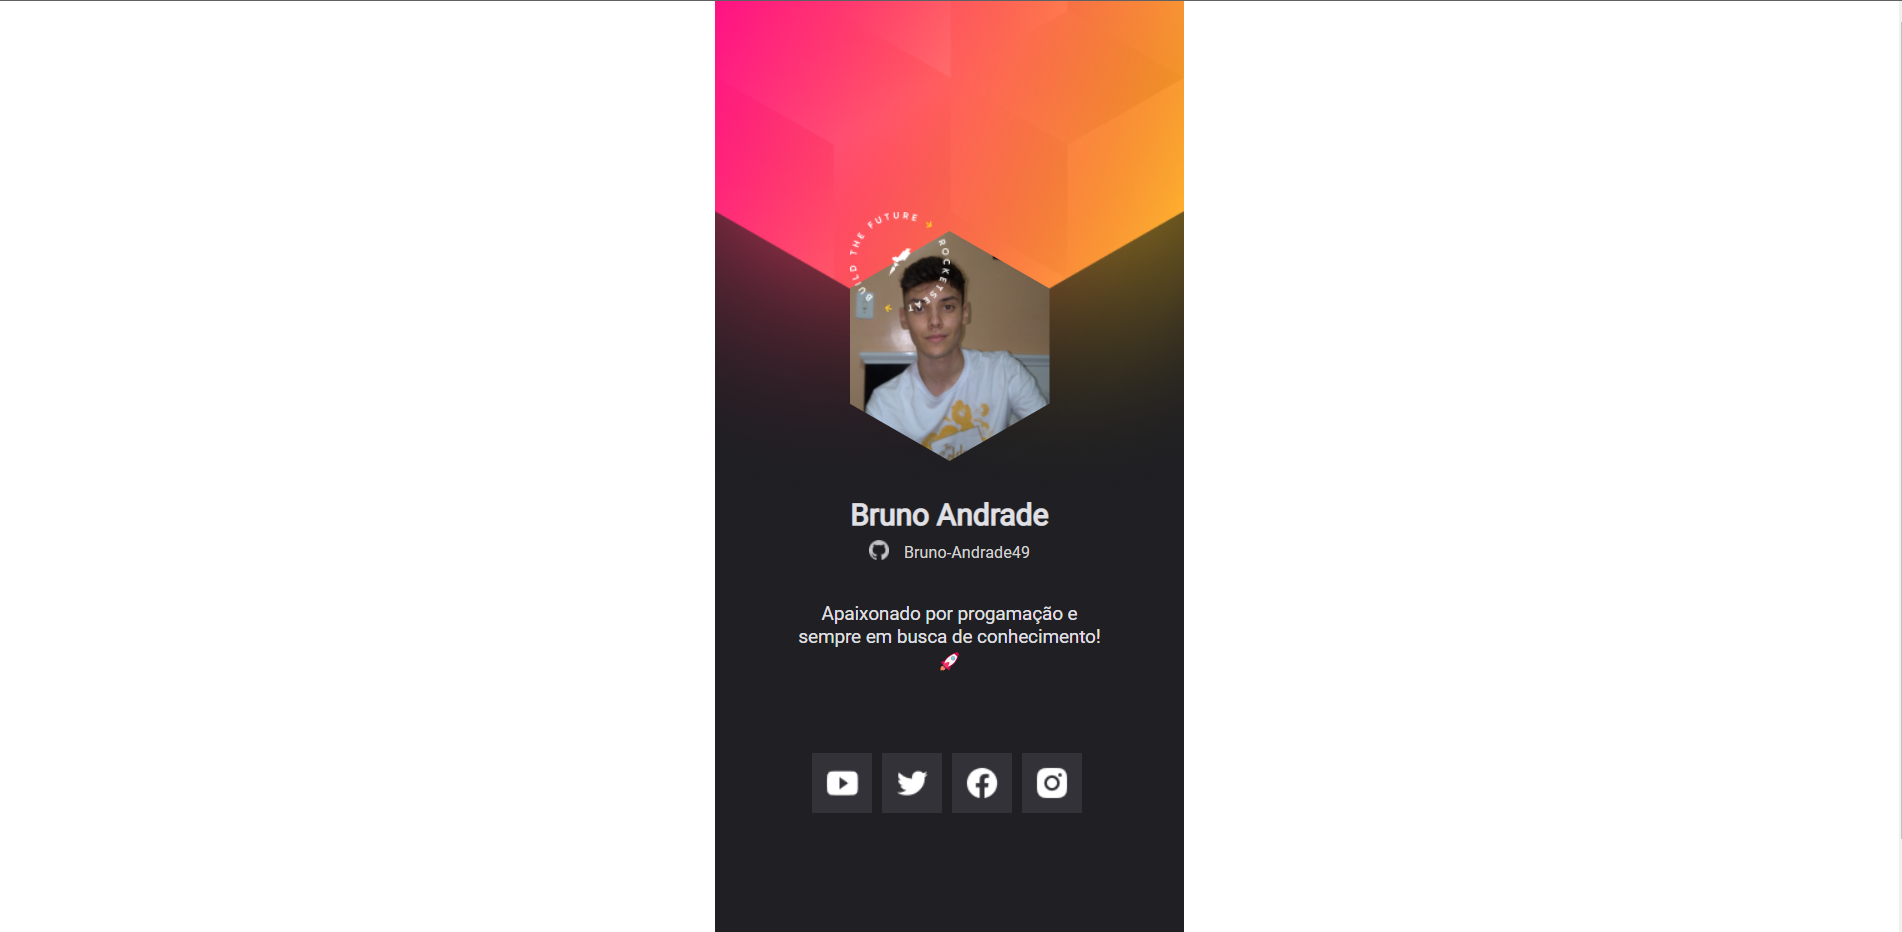 BUILD THE FUTURE
ROCKETSEAT
Bruno Andrade
Bruno-Andrade49
Apaixonado por progamação e
sempre em busca de conhecimento!
🚀